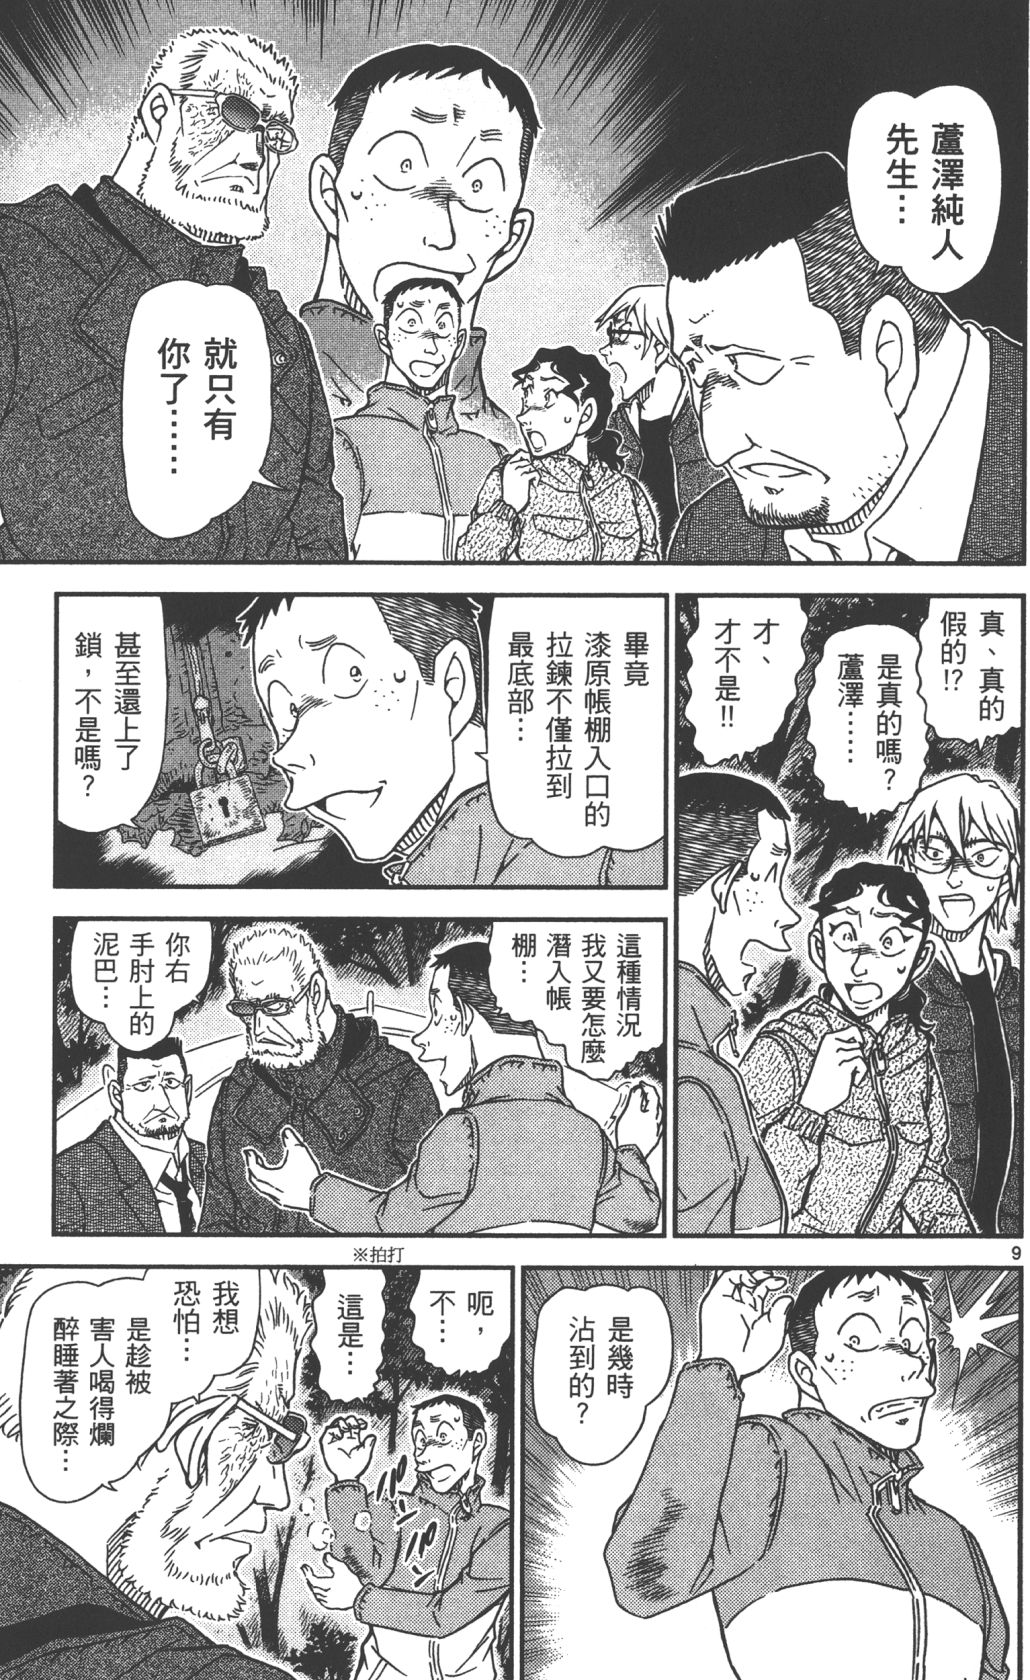 蘆澤純人
先生…
就只有
你了……
真、真的
假的!?
是真的嗎?
蘆澤……
才、
才不是!!
畢竟
漆原帳棚入口的
拉鍊不僅拉到
最底部…
甚至還上了
鎖，不是嗎?
這種情況
我又要怎麼
潛入帳
棚…
你右
手肘上的
泥巴…
9
是幾時
沾到的?
※拍打
呃，
不…
這是…
我想
恐怕…
是趁被
害人喝得爛
醉睡著之際…